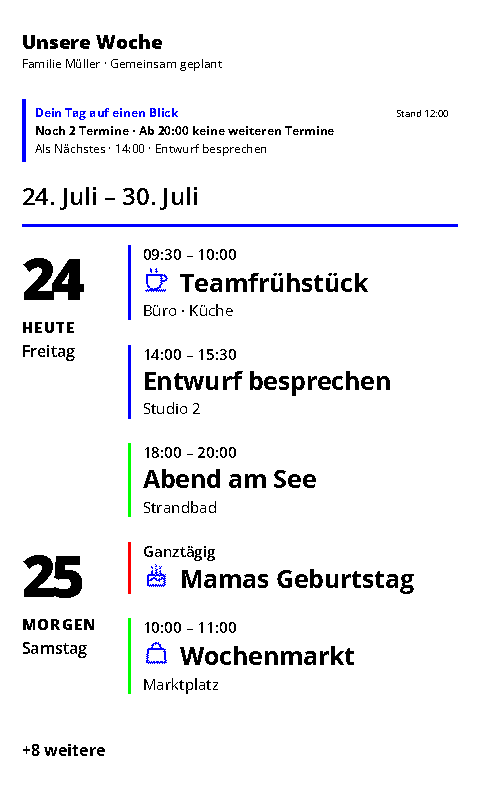 Unsere Woche
Familie Müller · Gemeinsam geplant
Dein Tag auf einen Blick
Stand 12:00
Noch 2 Termine · Ab 20:00 keine weiteren Termine
Als Nächstes · 14:00 · Entwurf besprechen
24. Juli – 30. Juli
24
HEUTE
Freitag
09:30 – 10:00
Teamfrühstück
Büro · Küche
14:00 – 15:30
Entwurf besprechen
Studio 2
18:00 – 20:00
Abend am See
Strandbad
25
MORGEN
Samstag
Ganztägig
Mamas Geburtstag
10:00 – 11:00
Wochenmarkt
Marktplatz
+8 weitere